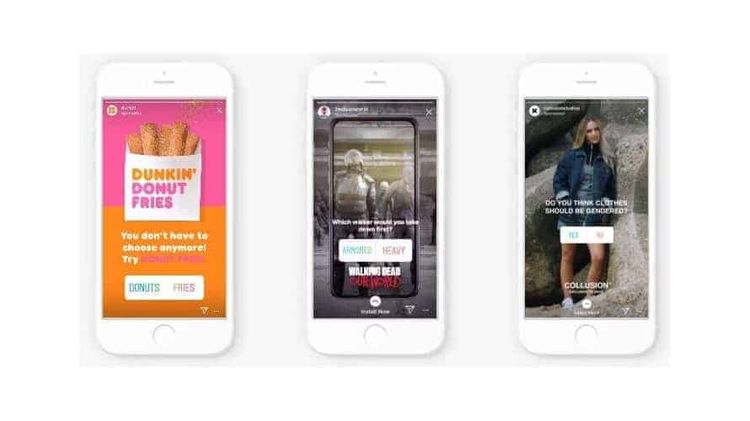 DUNKIN'
DONUT
FRIES
You don't have to
choose anymore!
Try DONUT FRIES
DONUTS FRIES
Which walker would you take
down first?
ARMORED HEAVY
THE
WALKING DEAD
OUR WORLD
Install Now
DO YOU THINK CLOTHES
SHOULD BE GENDERED?
YES NO
COLLUSION